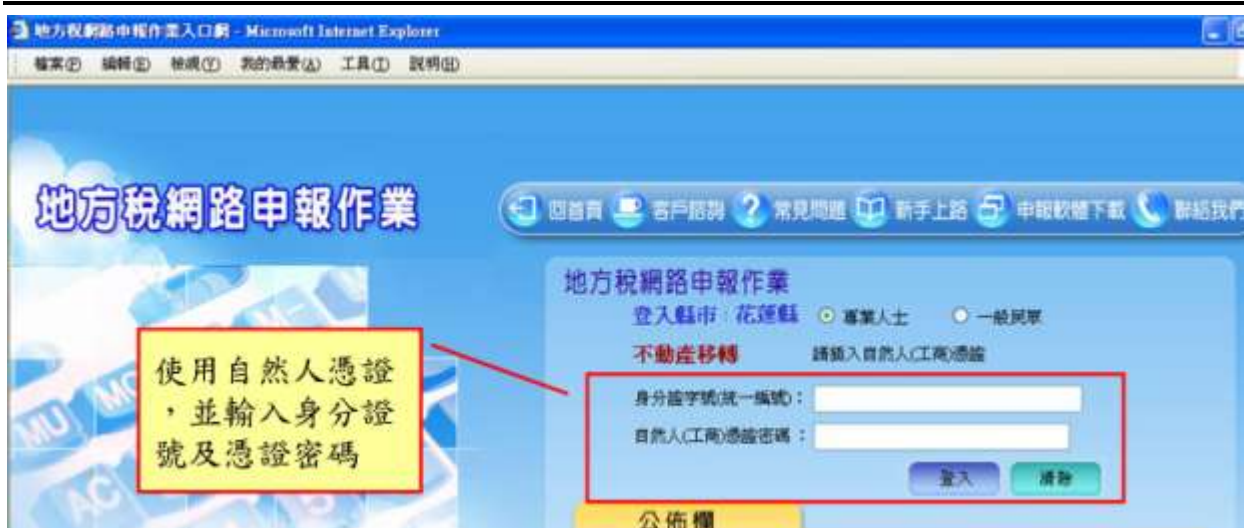 地方稅網路申報作業入口網 - Microsoft Internet Explorer
檔案(F) 編輯(E) 檢視(V) 我的最愛(A) 工具(T) 說明(H)
地方稅網路申報作業
回首頁 客戶諮詢 常見問題 新手上路 申報軟體下載 聯絡我們
地方稅網路申報作業
登入縣市 花蓮縣 專業人士 一般民眾
不動產移轉 請插入自然人(工商)憑證
使用自然人憑證
，並輸入身分證
號及憑證密碼
身分證字號(統一編號)：
自然人(工商)憑證密碼：
登入 清除
公佈欄
MU
AC